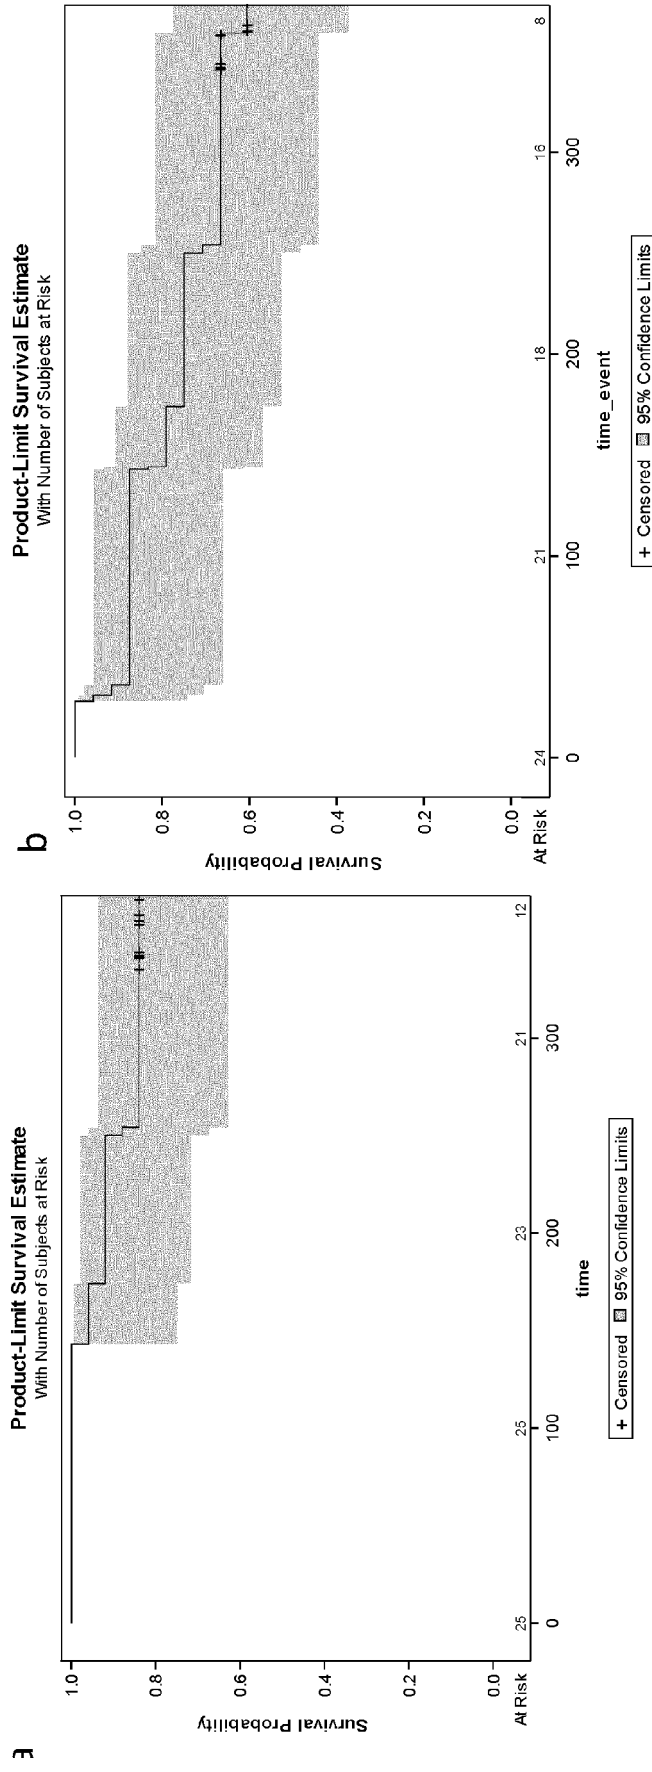 a
Product-Limit Survival Estimate
With Number of Subjects at Risk
Survival Probability
1.0
0.8
0.6
0.4
0.2
0.0
At Risk 25 25 23 21 12
0 100 200 300
time
+ Censored 95% Confidence Limits
b
Product-Limit Survival Estimate
With Number of Subjects at Risk
Survival Probability
1.0
0.8
0.6
0.4
0.2
0.0
At Risk 24 21 18 16 8
0 100 200 300
time_event
+ Censored 95% Confidence Limits